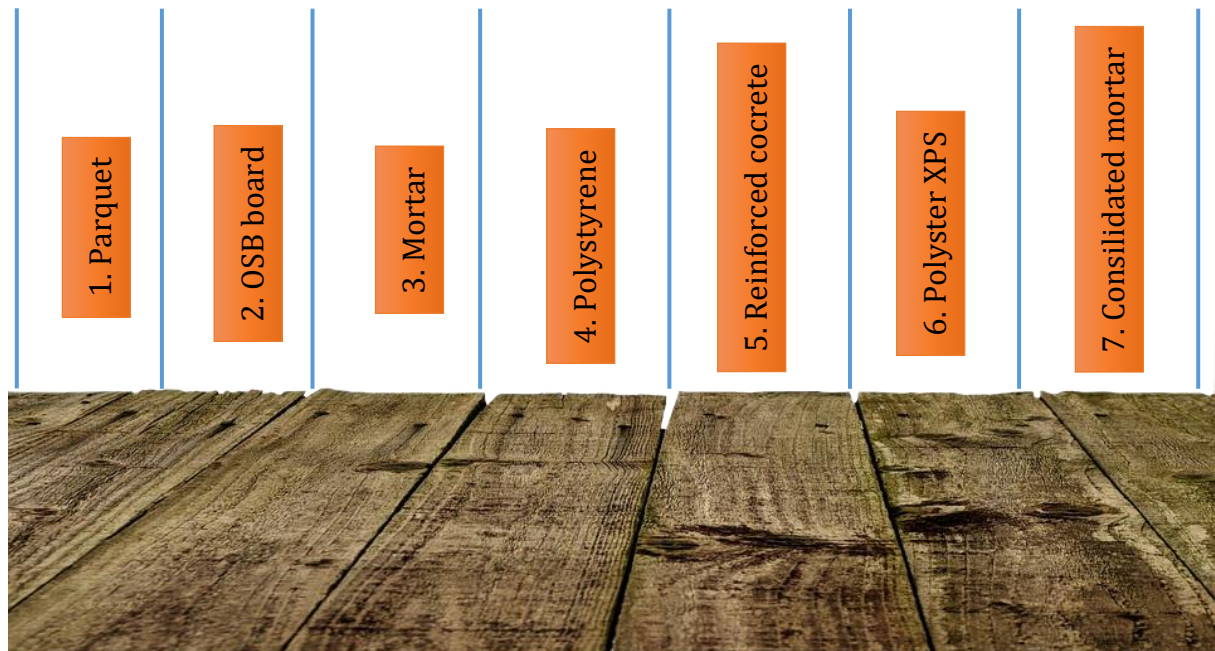 1. Parquet
2. OSB board
3. Mortar
4. Polystyrene
5. Reinforced cocrete
6. Polyster XPS
7. Consilidated mortar